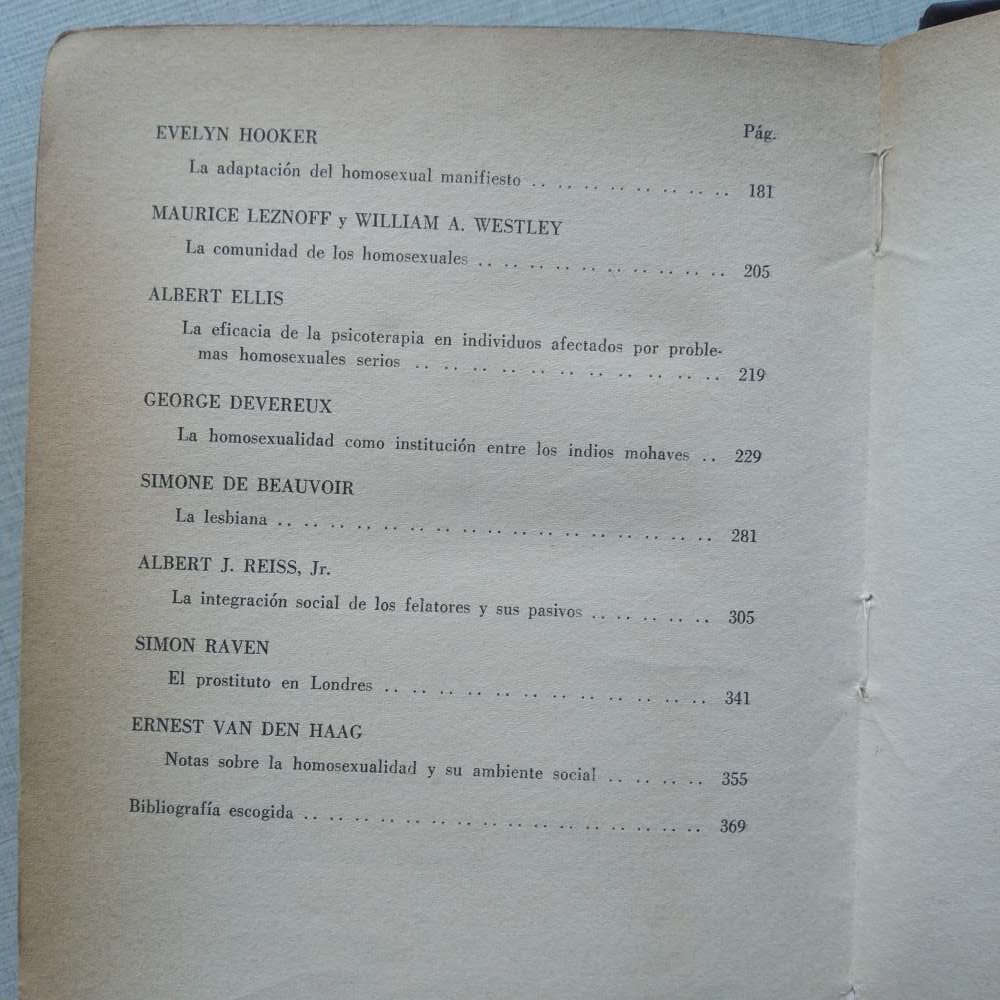 Pág.
EVELYN HOOKER
La adaptación del homosexual manifiesto .. .. .. .. .. .. .. .. 181
MAURICE LEZNOFF y WILLIAM A. WESTLEY
La comunidad de los homosexuales .. .. .. .. .. .. .. .. .. .. 205
ALBERT ELLIS
La eficacia de la psicoterapia en individuos afectados por proble-
mas homosexuales serios .. .. .. .. .. .. .. .. .. .. .. 219
GEORGE DEVEREUX
La homosexualidad como institución entre los indios mohaves .. 229
SIMONE DE BEAUVOIR
La lesbiana .. .. .. .. .. .. .. .. .. .. .. .. .. .. .. .. .. 281
ALBERT J. REISS, Jr.
La integración social de los felatores y sus pasivos .. .. .. .. .. 305
SIMON RAVEN
El prostituto en Londres .. .. .. .. .. .. .. .. .. .. .. .. .. 341
ERNEST VAN DEN HAAG
Notas sobre la homosexualidad y su ambiente social .. .. .. .. 355
Bibliografía escogida .. .. .. .. .. .. .. .. .. .. .. .. .. .. .. .. 369